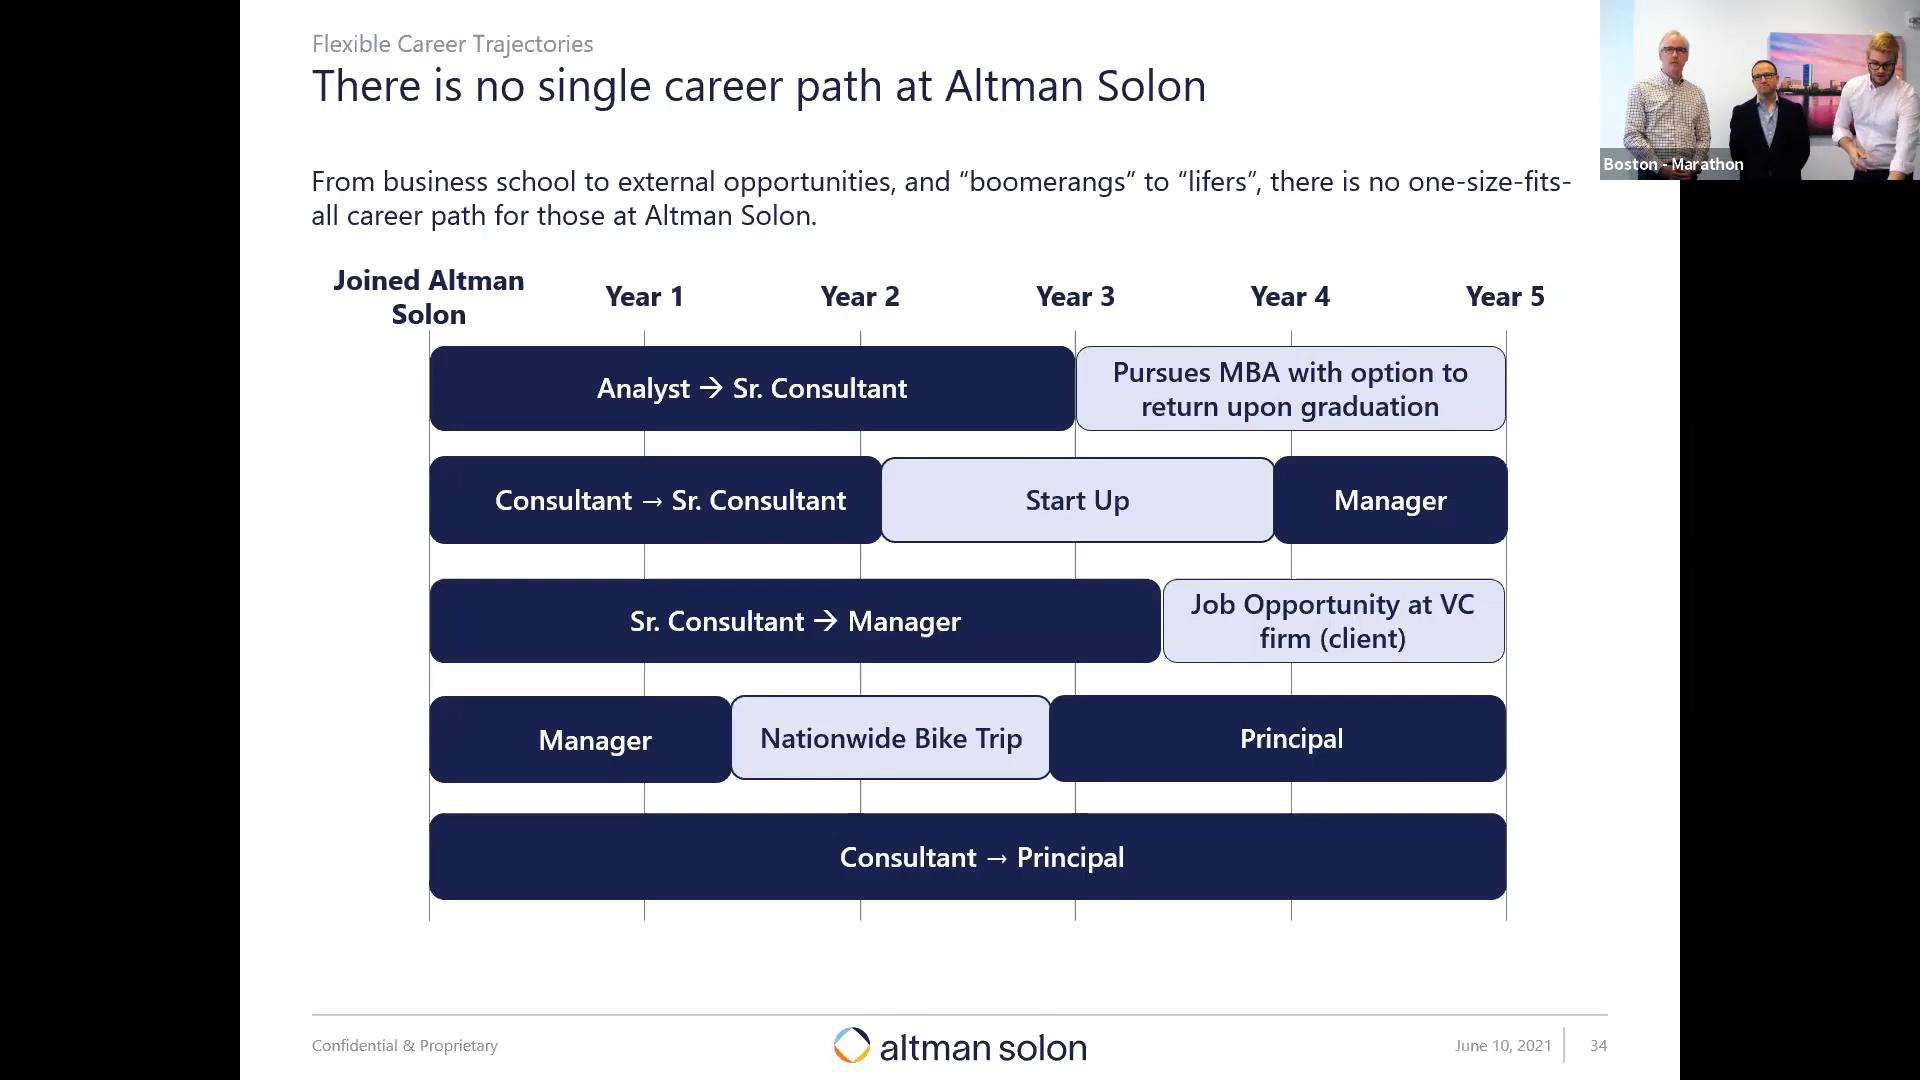 Flexible Career Trajectories
There is no single career path at Altman Solon
Boston - Marathon
From business school to external opportunities, and “boomerangs” to “lifers”, there is no one-size-fits-
all career path for those at Altman Solon.
Joined Altman
Solon
Year 1
Year 2
Year 3
Year 4
Year 5
Analyst → Sr. Consultant
Pursues MBA with option to
return upon graduation
Consultant → Sr. Consultant
Start Up
Manager
Sr. Consultant → Manager
Job Opportunity at VC
firm (client)
Manager
Nationwide Bike Trip
Principal
Consultant → Principal
Confidential & Proprietary
altman solon
June 10, 2021
34